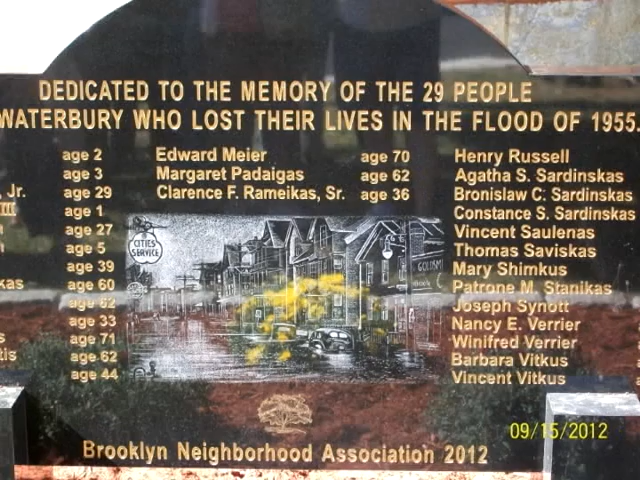 DEDICATED TO THE MEMORY OF THE 29 PEOPLE
WATERBURY WHO LOST THEIR LIVES IN THE FLOOD OF 1955.
age 2 Edward Meier age 70 Henry Russell
age 3 Margaret Padaigas age 62 Agatha S. Sardinskas
Jr. age 29 Clarence F. Rameikas, Sr. age 36 Bronislaw C. Sardinskas
III age 1 Constance S. Sardinskas
age 27 Vincent Saulenas
age 5 Thomas Saviskas
age 39 Mary Shimkus
kas age 60 Patrone M. Stanikas
age 62 Joseph Synott
age 33 Nancy E. Verrier
s age 71 Winifred Verrier
tis age 62 Barbara Vitkus
age 44 Vincent Vitkus
CITIES
SERVICE
Brooklyn Neighborhood Association 2012
09/15/2012